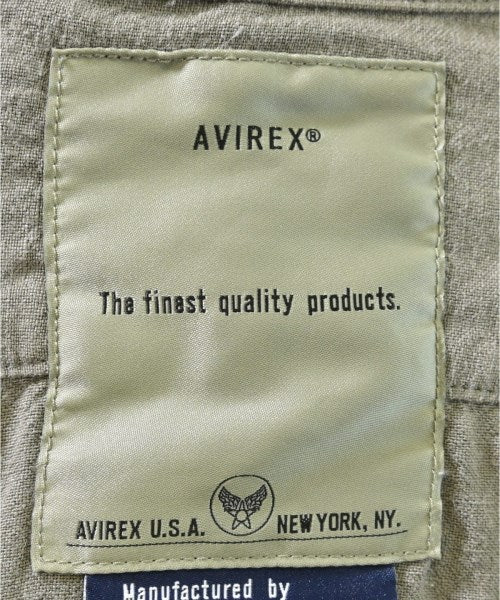 AVIREX®
The finest quality products.
AVIREX U.S.A. NEW YORK, NY.
Manufactured by